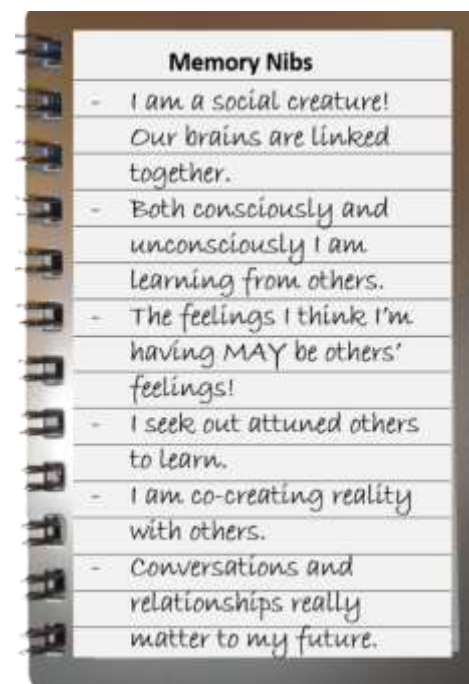 Memory Nibs
- I am a social creature!
Our brains are linked
together.
- Both consciously and
unconsciously I am
learning from others.
- The feelings I think I'm
having MAY be others'
feelings!
- I seek out attuned others
to learn.
- I am co-creating reality
with others.
- Conversations and
relationships really
matter to my future.